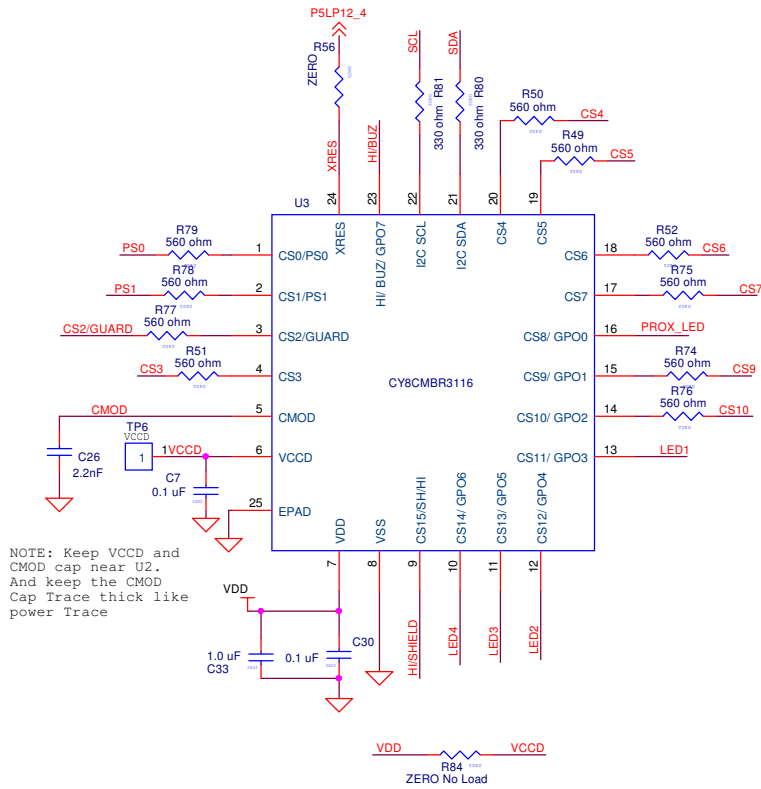 P5LP12_4
R56
ZERO
XRES
HI/BUZ
SCL
330 ohm R81
SDA
330 ohm R80
R50
560 ohm
CS4
R49
560 ohm
CS5
U3
24
23
22
21
20
19
XRES
HI/ BUZ/ GPO7
I2C SCL
I2C SDA
CS4
CS5
PS0
R79
560 ohm
1
CS0/PS0
PS1
R78
560 ohm
2
CS1/PS1
CS2/GUARD
R77
560 ohm
3
CS2/GUARD
CS3
R51
560 ohm
4
CS3
CMOD
5
CMOD
C26
2.2nF
TP6
VCCD
1
1
VCCD
6
VCCD
C7
0.1 uF
25
EPAD
CY8CMBR3116
CS6
18
R52
560 ohm
CS6
CS7
17
R75
560 ohm
CS7
CS8/ GPO0
16
PROX_LED
CS9/ GPO1
15
R74
560 ohm
CS9
CS10/ GPO2
14
R76
560 ohm
CS10
CS11/ GPO3
13
LED1
VDD
VSS
CS15/SH/HI
CS14/ GPO6
CS13/ GPO5
CS12/ GPO4
7
8
9
10
11
12
HI/SHIELD
LED4
LED3
LED2
NOTE: Keep VCCD and
CMOD cap near U2.
And keep the CMOD
Cap Trace thick like
power Trace
VDD
1.0 uF
C33
0.1 uF
C30
VDD
VCCD
R84
ZERO No Load